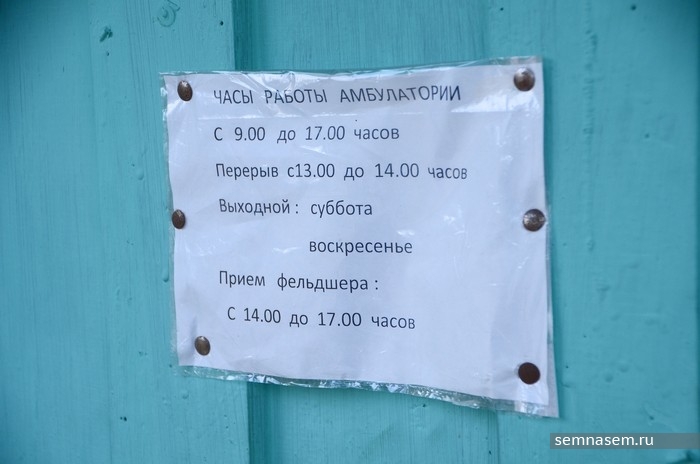 ЧАСЫ РАБОТЫ АМБУЛАТОРИИ
С 9.00 до 17.00 часов
Перерыв с13.00 до 14.00 часов
Выходной : суббота
воскресенье
Прием фельдшера :
С 14.00 до 17.00 часов
semnasem.ru